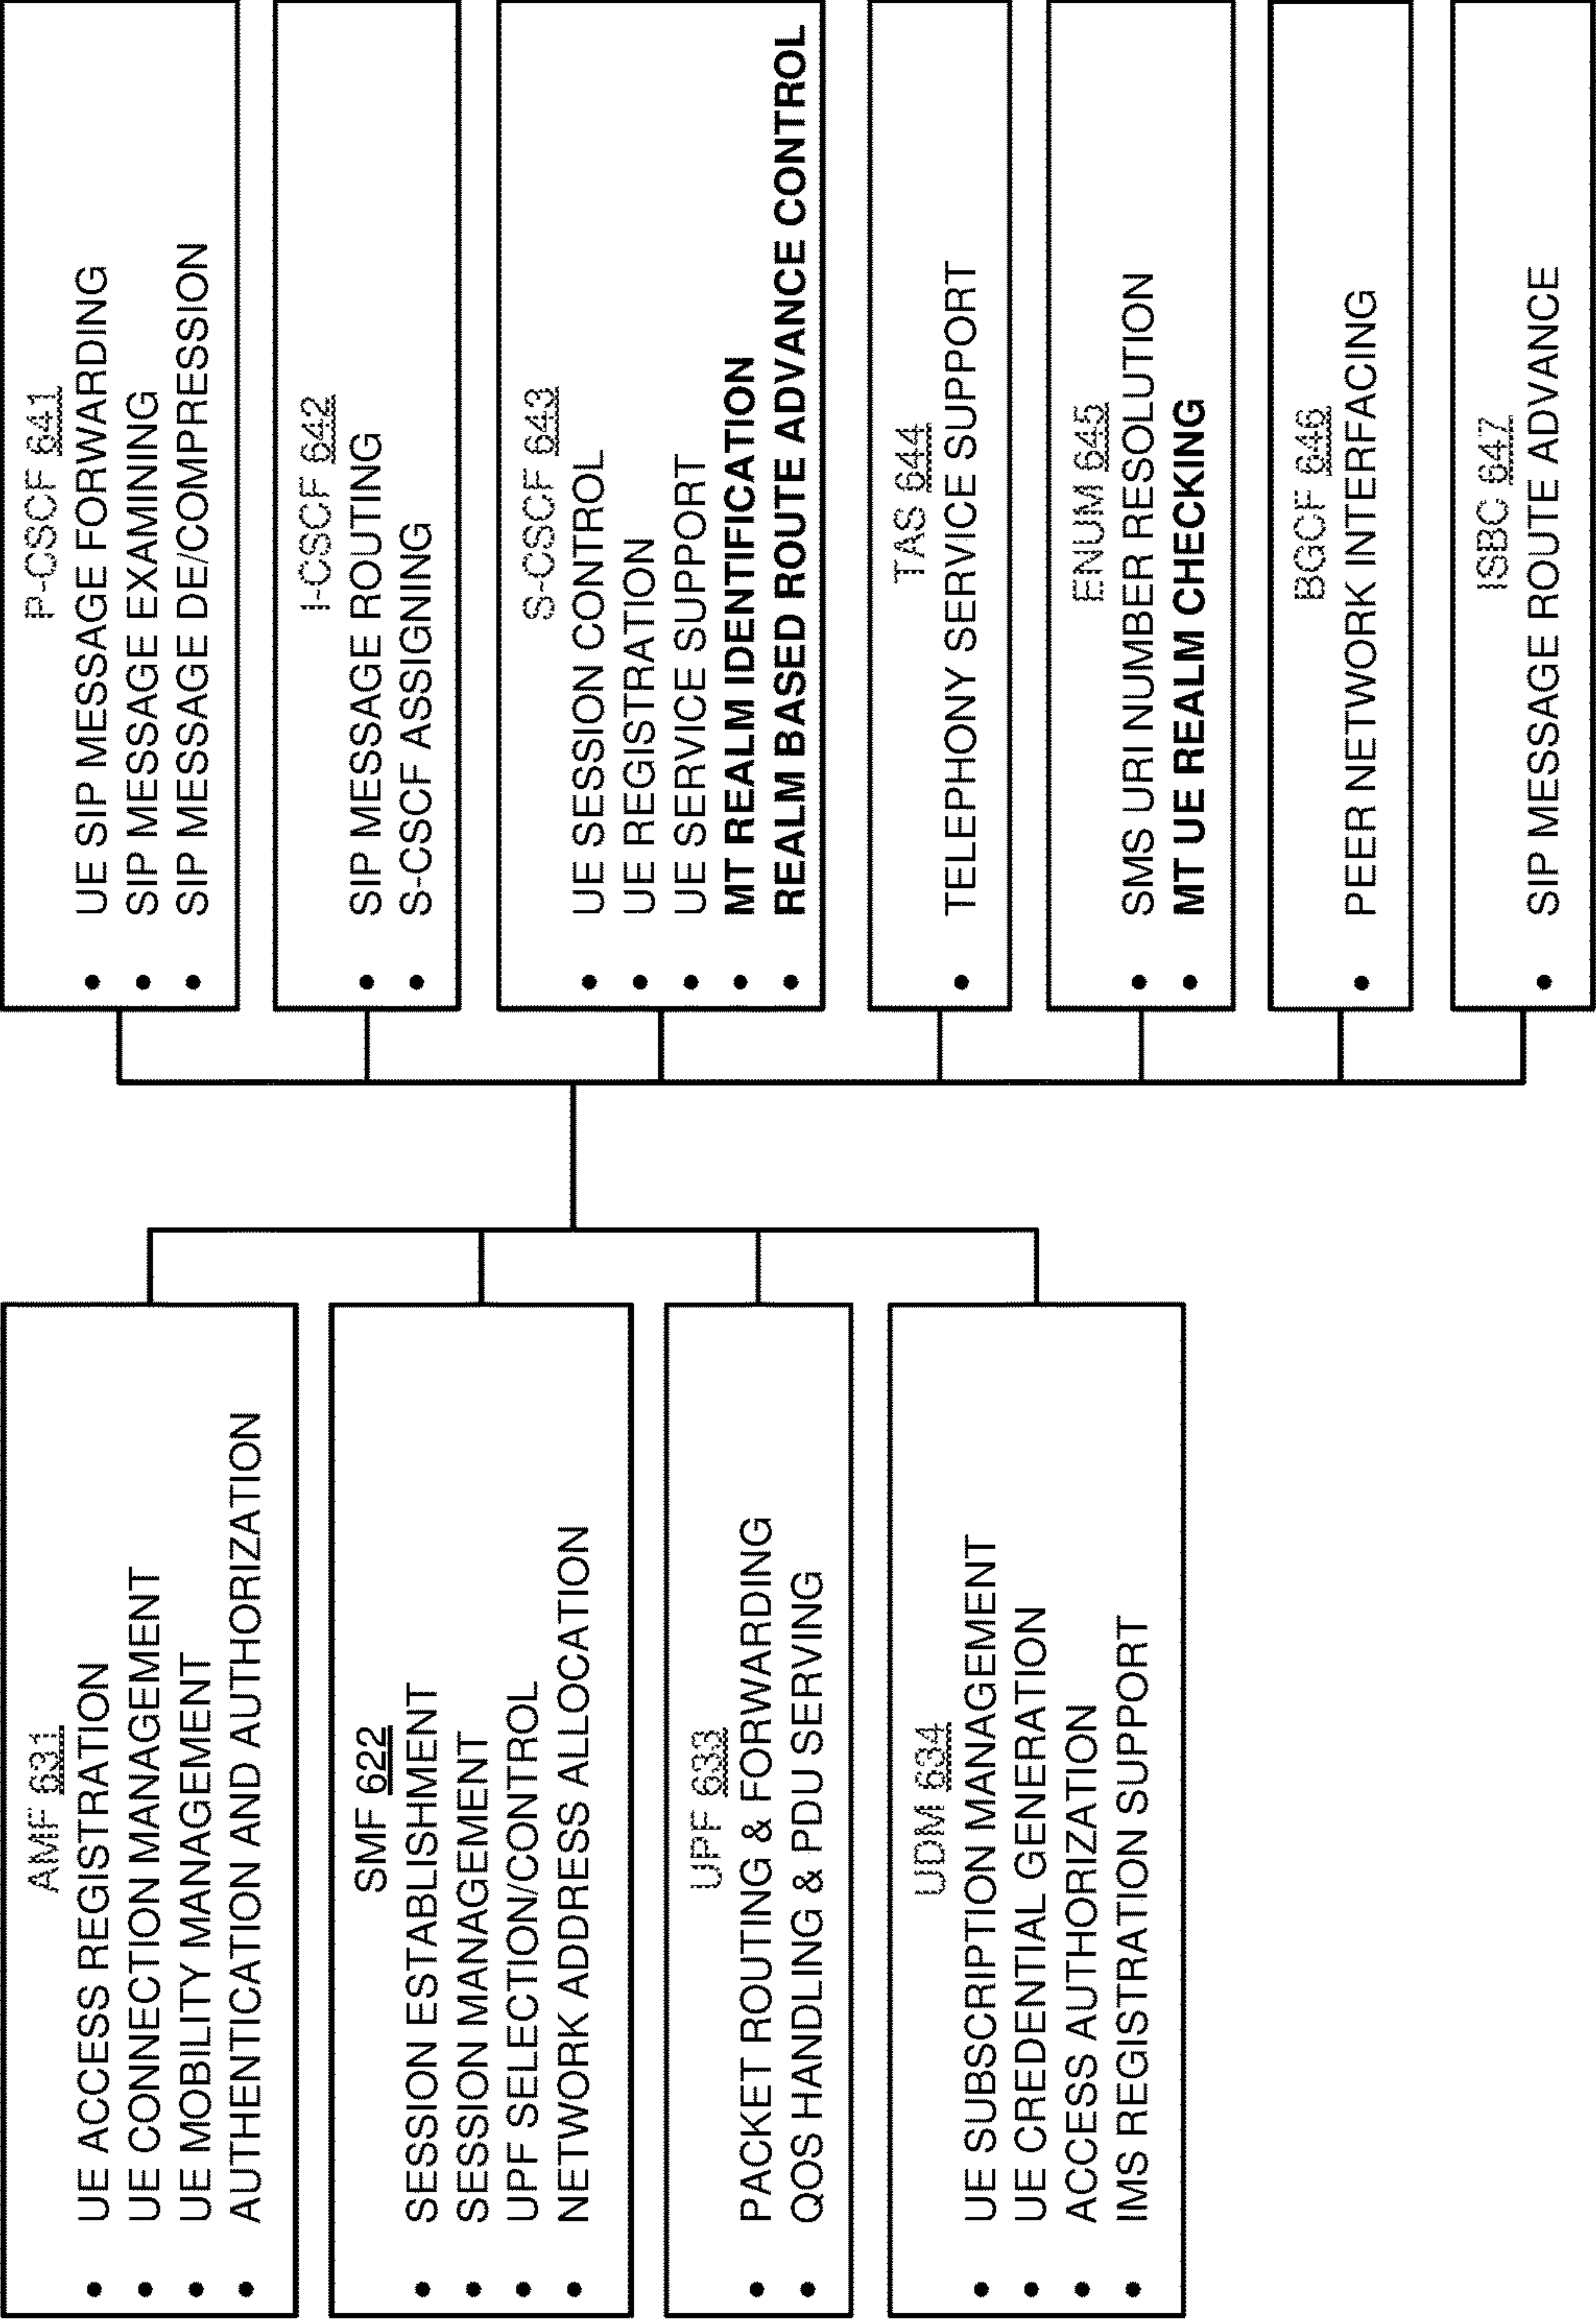 AMF 631
• UE ACCESS REGISTRATION
• UE CONNECTION MANAGEMENT
• UE MOBILITY MANAGEMENT
• AUTHENTICATION AND AUTHORIZATION
SMF 622
• SESSION ESTABLISHMENT
• SESSION MANAGEMENT
• UPF SELECTION/CONTROL
• NETWORK ADDRESS ALLOCATION
UPF 633
• PACKET ROUTING & FORWARDING
• QOS HANDLING & PDU SERVING
UDM 634
• UE SUBSCRIPTION MANAGEMENT
• UE CREDENTIAL GENERATION
• ACCESS AUTHORIZATION
• IMS REGISTRATION SUPPORT
P-CSCF 641
• UE SIP MESSAGE FORWARDING
• SIP MESSAGE EXAMINING
• SIP MESSAGE DE/COMPRESSION
I-CSCF 642
• SIP MESSAGE ROUTING
• S-CSCF ASSIGNING
S-CSCF 643
• UE SESSION CONTROL
• UE REGISTRATION
• UE SERVICE SUPPORT
• MT REALM IDENTIFICATION
• REALM BASED ROUTE ADVANCE CONTROL
TAS 644
• TELEPHONY SERVICE SUPPORT
ENUM 645
• SMS URI NUMBER RESOLUTION
• MT UE REALM CHECKING
BGCF 646
• PEER NETWORK INTERFACING
ISBC 647
• SIP MESSAGE ROUTE ADVANCE